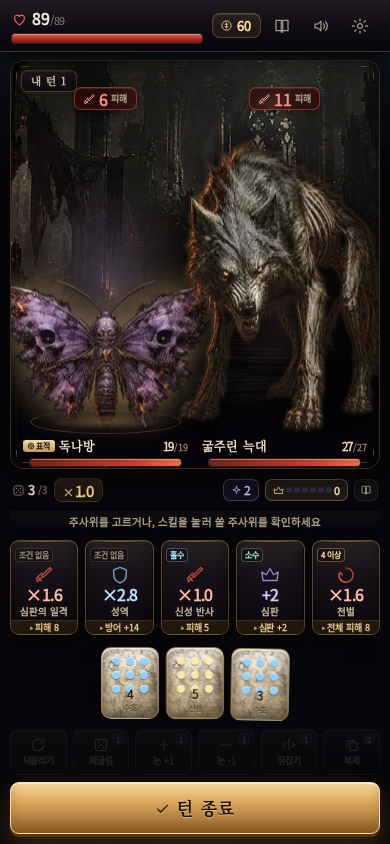 89/89
60
내 턴 1
6 피해
11 피해
표적 독나방 19/19
굶주린 늑대 27/27
3/3
×1.0
2
0
주사위를 고르거나, 스킬을 눌러 쓸 주사위를 확인하세요
조건 없음
×1.6
심판의 일격
피해 8
조건 없음
×2.8
성역
방어 +14
홀수
×1.0
신성 반사
피해 5
소수
+2
심판
심판 +2
4 이상
×1.6
천벌
전체 피해 8
4
수호
5
신성
3
수호
되돌리기
1
재굴림
1
눈 +1
1
눈 -1
1
뒤집기
2
복제
턴 종료